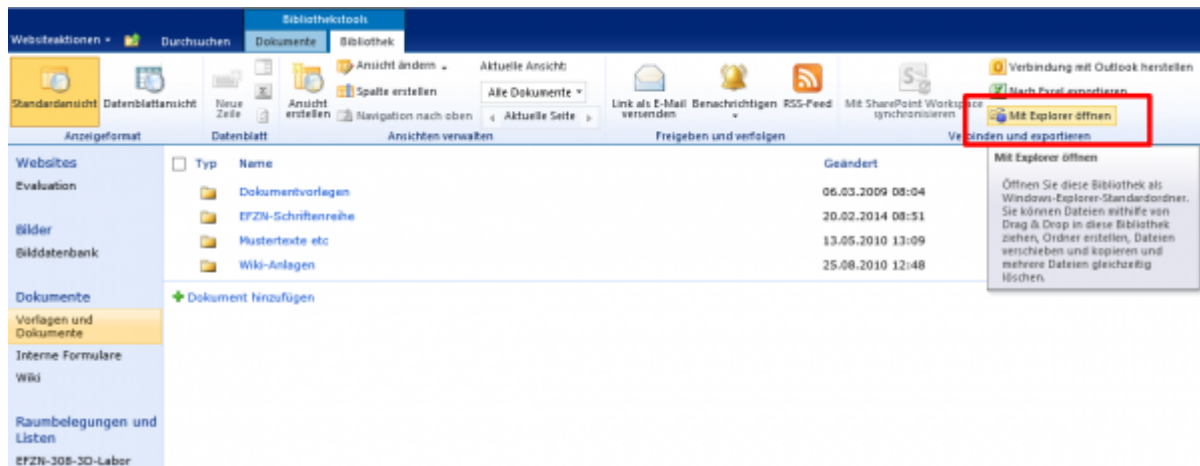 Bibliothekstools
Websiteaktionen
Durchsuchen
Dokumente
Bibliothek
Standardansicht
Datenblattansicht
Anzeigeformat
Neue
Zeile
Datenblatt
Ansicht
erstellen
Ansicht ändern
Spalte erstellen
Navigation nach oben
Aktuelle Ansicht:
Alle Dokumente
Aktuelle Seite
Ansichten verwalten
Link als E-Mail
versenden
Benachrichtigen
RSS-Feed
Freigeben und verfolgen
Mit SharePoint Workspace
synchronisieren
Verbindung mit Outlook herstellen
Nach Excel exportieren
Mit Explorer öffnen
Verbinden und exportieren
Mit Explorer öffnen
Öffnen Sie diese Bibliothek als
Windows-Explorer-Standardordner.
Sie können Dateien mithilfe von
Drag & Drop in diese Bibliothek
ziehen, Ordner erstellen, Dateien
verschieben und kopieren und
mehrere Dateien gleichzeitig
löschen.
Websites
Evaluation
Bilder
Bilddatenbank
Dokumente
Vorlagen und
Dokumente
Interne Formulare
Wiki
Raumbelegungen und
Listen
EFZN-308-3D-Labor
Typ Name Geändert
Dokumentvorlagen 06.03.2009 08:04
EFZN-Schriftenreihe 20.02.2014 08:51
Mustertexte etc 13.05.2010 13:09
Wiki-Anlagen 25.08.2010 12:48
Dokument hinzufügen